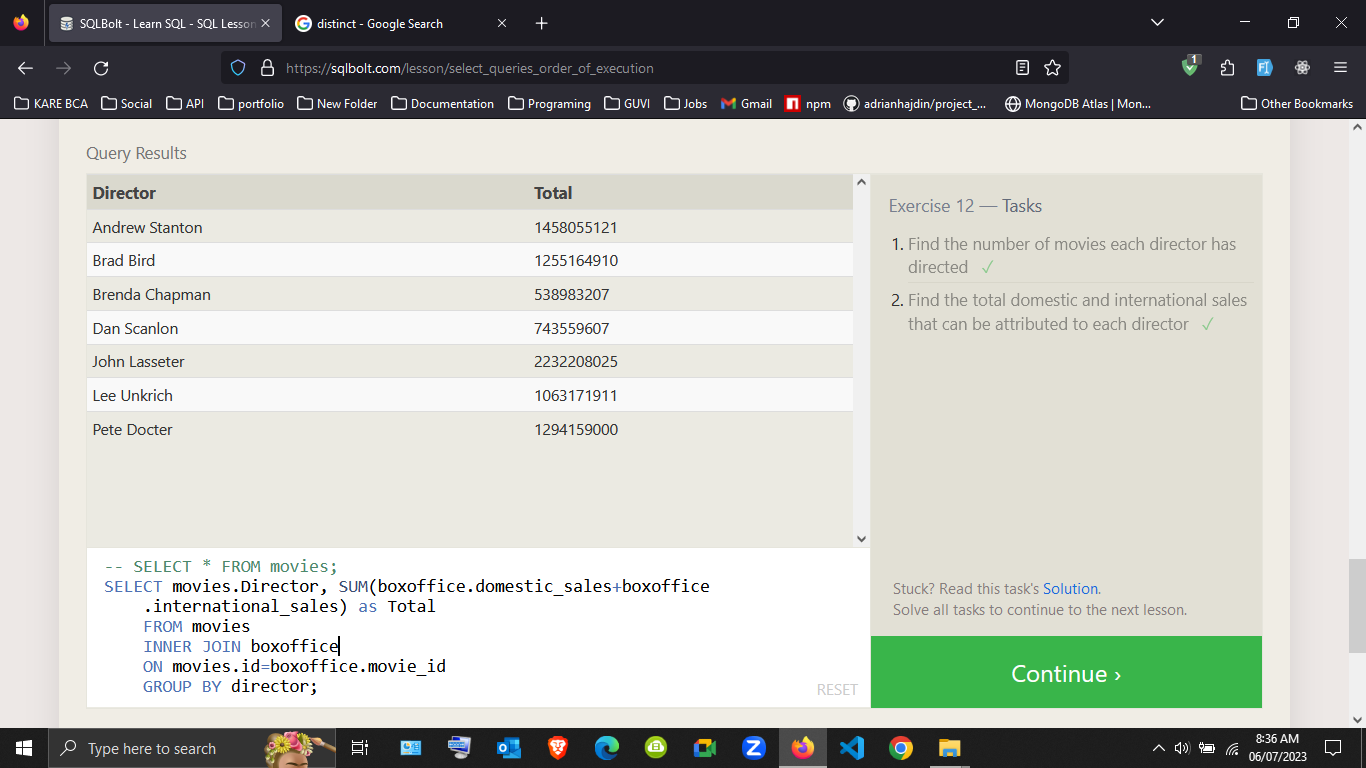 SQLBolt - Learn SQL - SQL Lesson
distinct - Google Search
https://sqlbolt.com/lesson/select_queries_order_of_execution
1
KARE BCA
Social
API
portfolio
New Folder
Documentation
Programing
GUVI
Jobs
Gmail
npm
adrianhajdin/project_...
MongoDB Atlas | Mon...
Other Bookmarks
Query Results
Director Total
Andrew Stanton 1458055121
Brad Bird 1255164910
Brenda Chapman 538983207
Dan Scanlon 743559607
John Lasseter 2232208025
Lee Unkrich 1063171911
Pete Docter 1294159000
Exercise 12 — Tasks
1. Find the number of movies each director has
directed ✓
2. Find the total domestic and international sales
that can be attributed to each director ✓
Stuck? Read this task's Solution.
Solve all tasks to continue to the next lesson.
Continue ›
-- SELECT * FROM movies;
SELECT movies.Director, SUM(boxoffice.domestic_sales+boxoffice
.international_sales) as Total
FROM movies
INNER JOIN boxoffice
ON movies.id=boxoffice.movie_id
GROUP BY director;
RESET
Type here to search
8:36 AM
06/07/2023